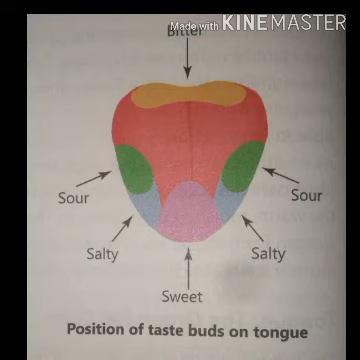 Made with KINEMASTER
Bitter
Sour
Sour
Salty
Salty
Sweet
Position of taste buds on tongue